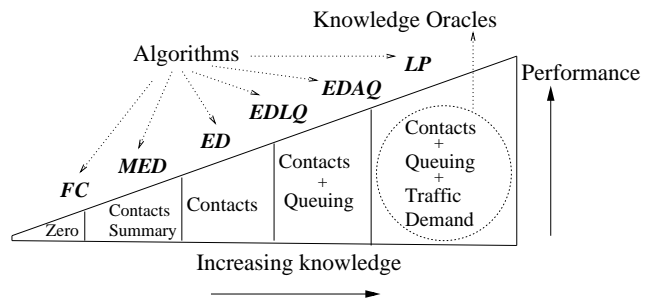 Knowledge Oracles
Algorithms
LP
Performance
EDAQ
EDLQ
ED
MED
FC
Zero
Contacts
Summary
Contacts
Contacts
+
Queuing
Contacts
+
Queuing
+
Traffic
Demand
Increasing knowledge